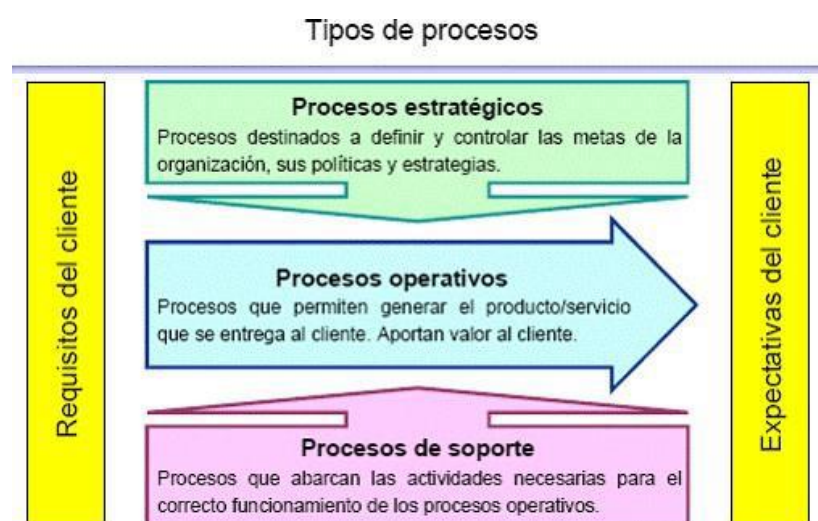 Tipos de procesos
Requisitos del cliente
Procesos estratégicos
Procesos destinados a definir y controlar las metas de la
organización, sus políticas y estrategias.
Procesos operativos
Procesos que permiten generar el producto/servicio
que se entrega al cliente. Aportan valor al cliente.
Procesos de soporte
Procesos que abarcan las actividades necesarias para el
correcto funcionamiento de los procesos operativos.
Expectativas del cliente